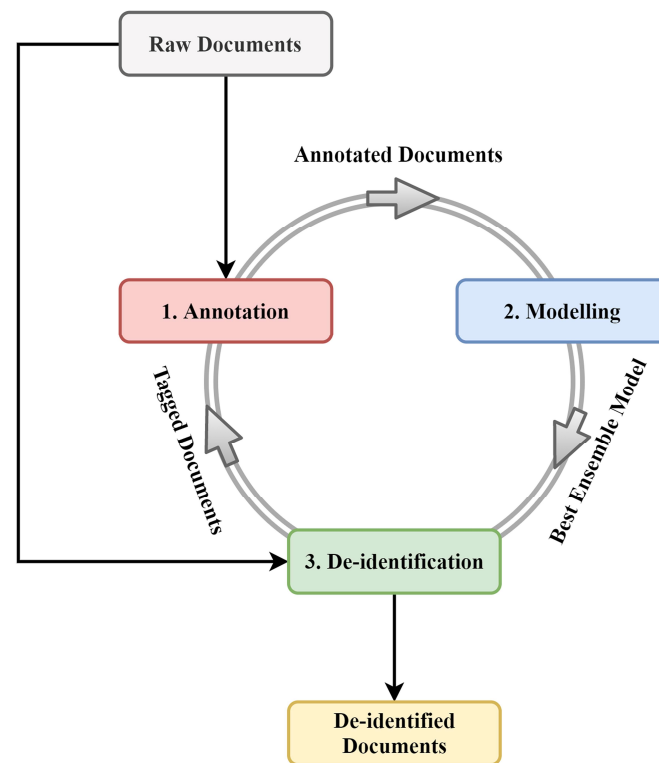 Raw Documents
Annotated Documents
1. Annotation
2. Modelling
Tagged Documents
Best Ensemble Model
3. De-identification
De-identified
Documents